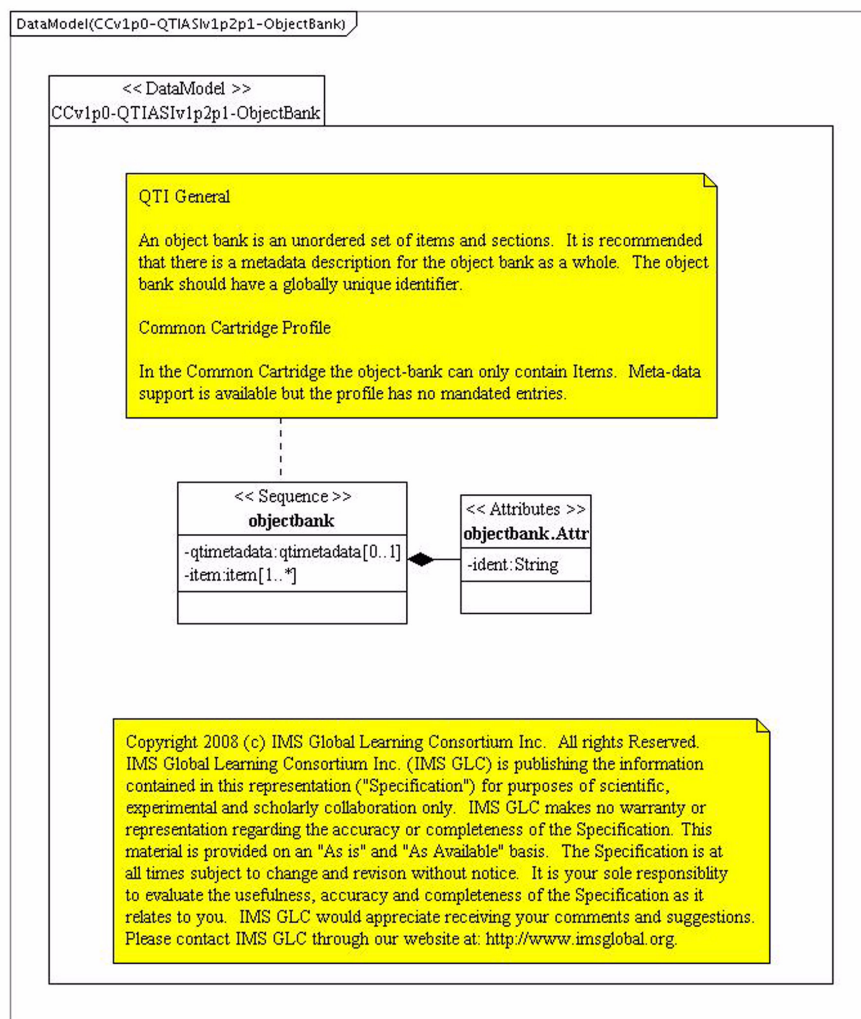 DataModel(CCv1p0-QTIASIv1p2p1-ObjectBank)
<< DataModel >>
CCv1p0-QTIASIv1p2p1-ObjectBank
QTI General
An object bank is an unordered set of items and sections. It is recommended
that there is a metadata description for the object bank as a whole. The object
bank should have a globally unique identifier.
Common Cartridge Profile
In the Common Cartridge the object-bank can only contain Items. Meta-data
support is available but the profile has no mandated entries.
<< Sequence >>
objectbank
-qtimetadata:qtimetadata[0..1]
-item:item[1..*]
<< Attributes >>
objectbank.Attr
-ident:String
Copyright 2008 (c) IMS Global Learning Consortium Inc. All rights Reserved.
IMS Global Learning Consortium Inc. (IMS GLC) is publishing the information
contained in this representation ("Specification") for purposes of scientific,
experimental and scholarly collaboration only. IMS GLC makes no warranty or
representation regarding the accuracy or completeness of the Specification. This
material is provided on an "As is" and "As Available" basis. The Specification is at
all times subject to change and revison without notice. It is your sole responsiblity
to evaluate the usefulness, accuracy and completeness of the Specification as it
relates to you. IMS GLC would appreciate receiving your comments and suggestions.
Please contact IMS GLC through our website at: http://www.imsglobal.org.